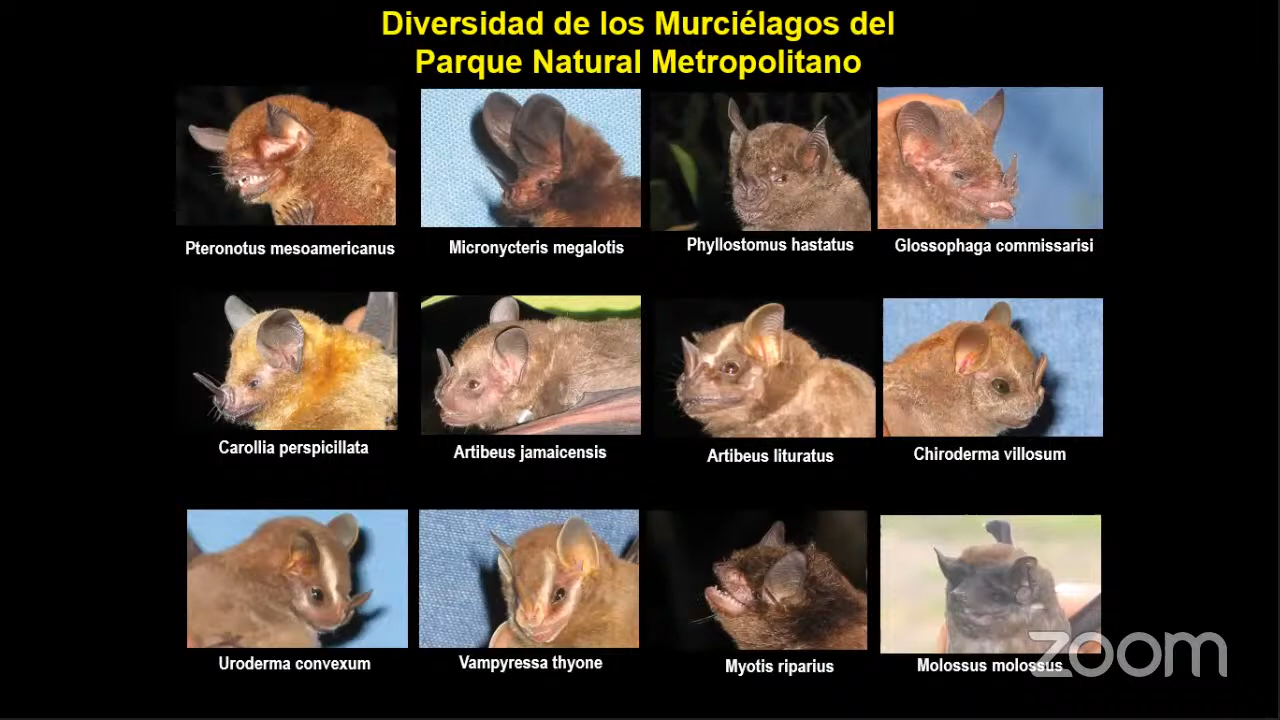 Diversidad de los Murciélagos del
Parque Natural Metropolitano
Pteronotus mesoamericanus
Micronycteris megalotis
Phyllostomus hastatus
Glossophaga commissarisi
Carollia perspicillata
Artibeus jamaicensis
Artibeus lituratus
Chiroderma villosum
Uroderma convexum
Vampyressa thyone
Myotis riparius
Molossus molossus
zoom